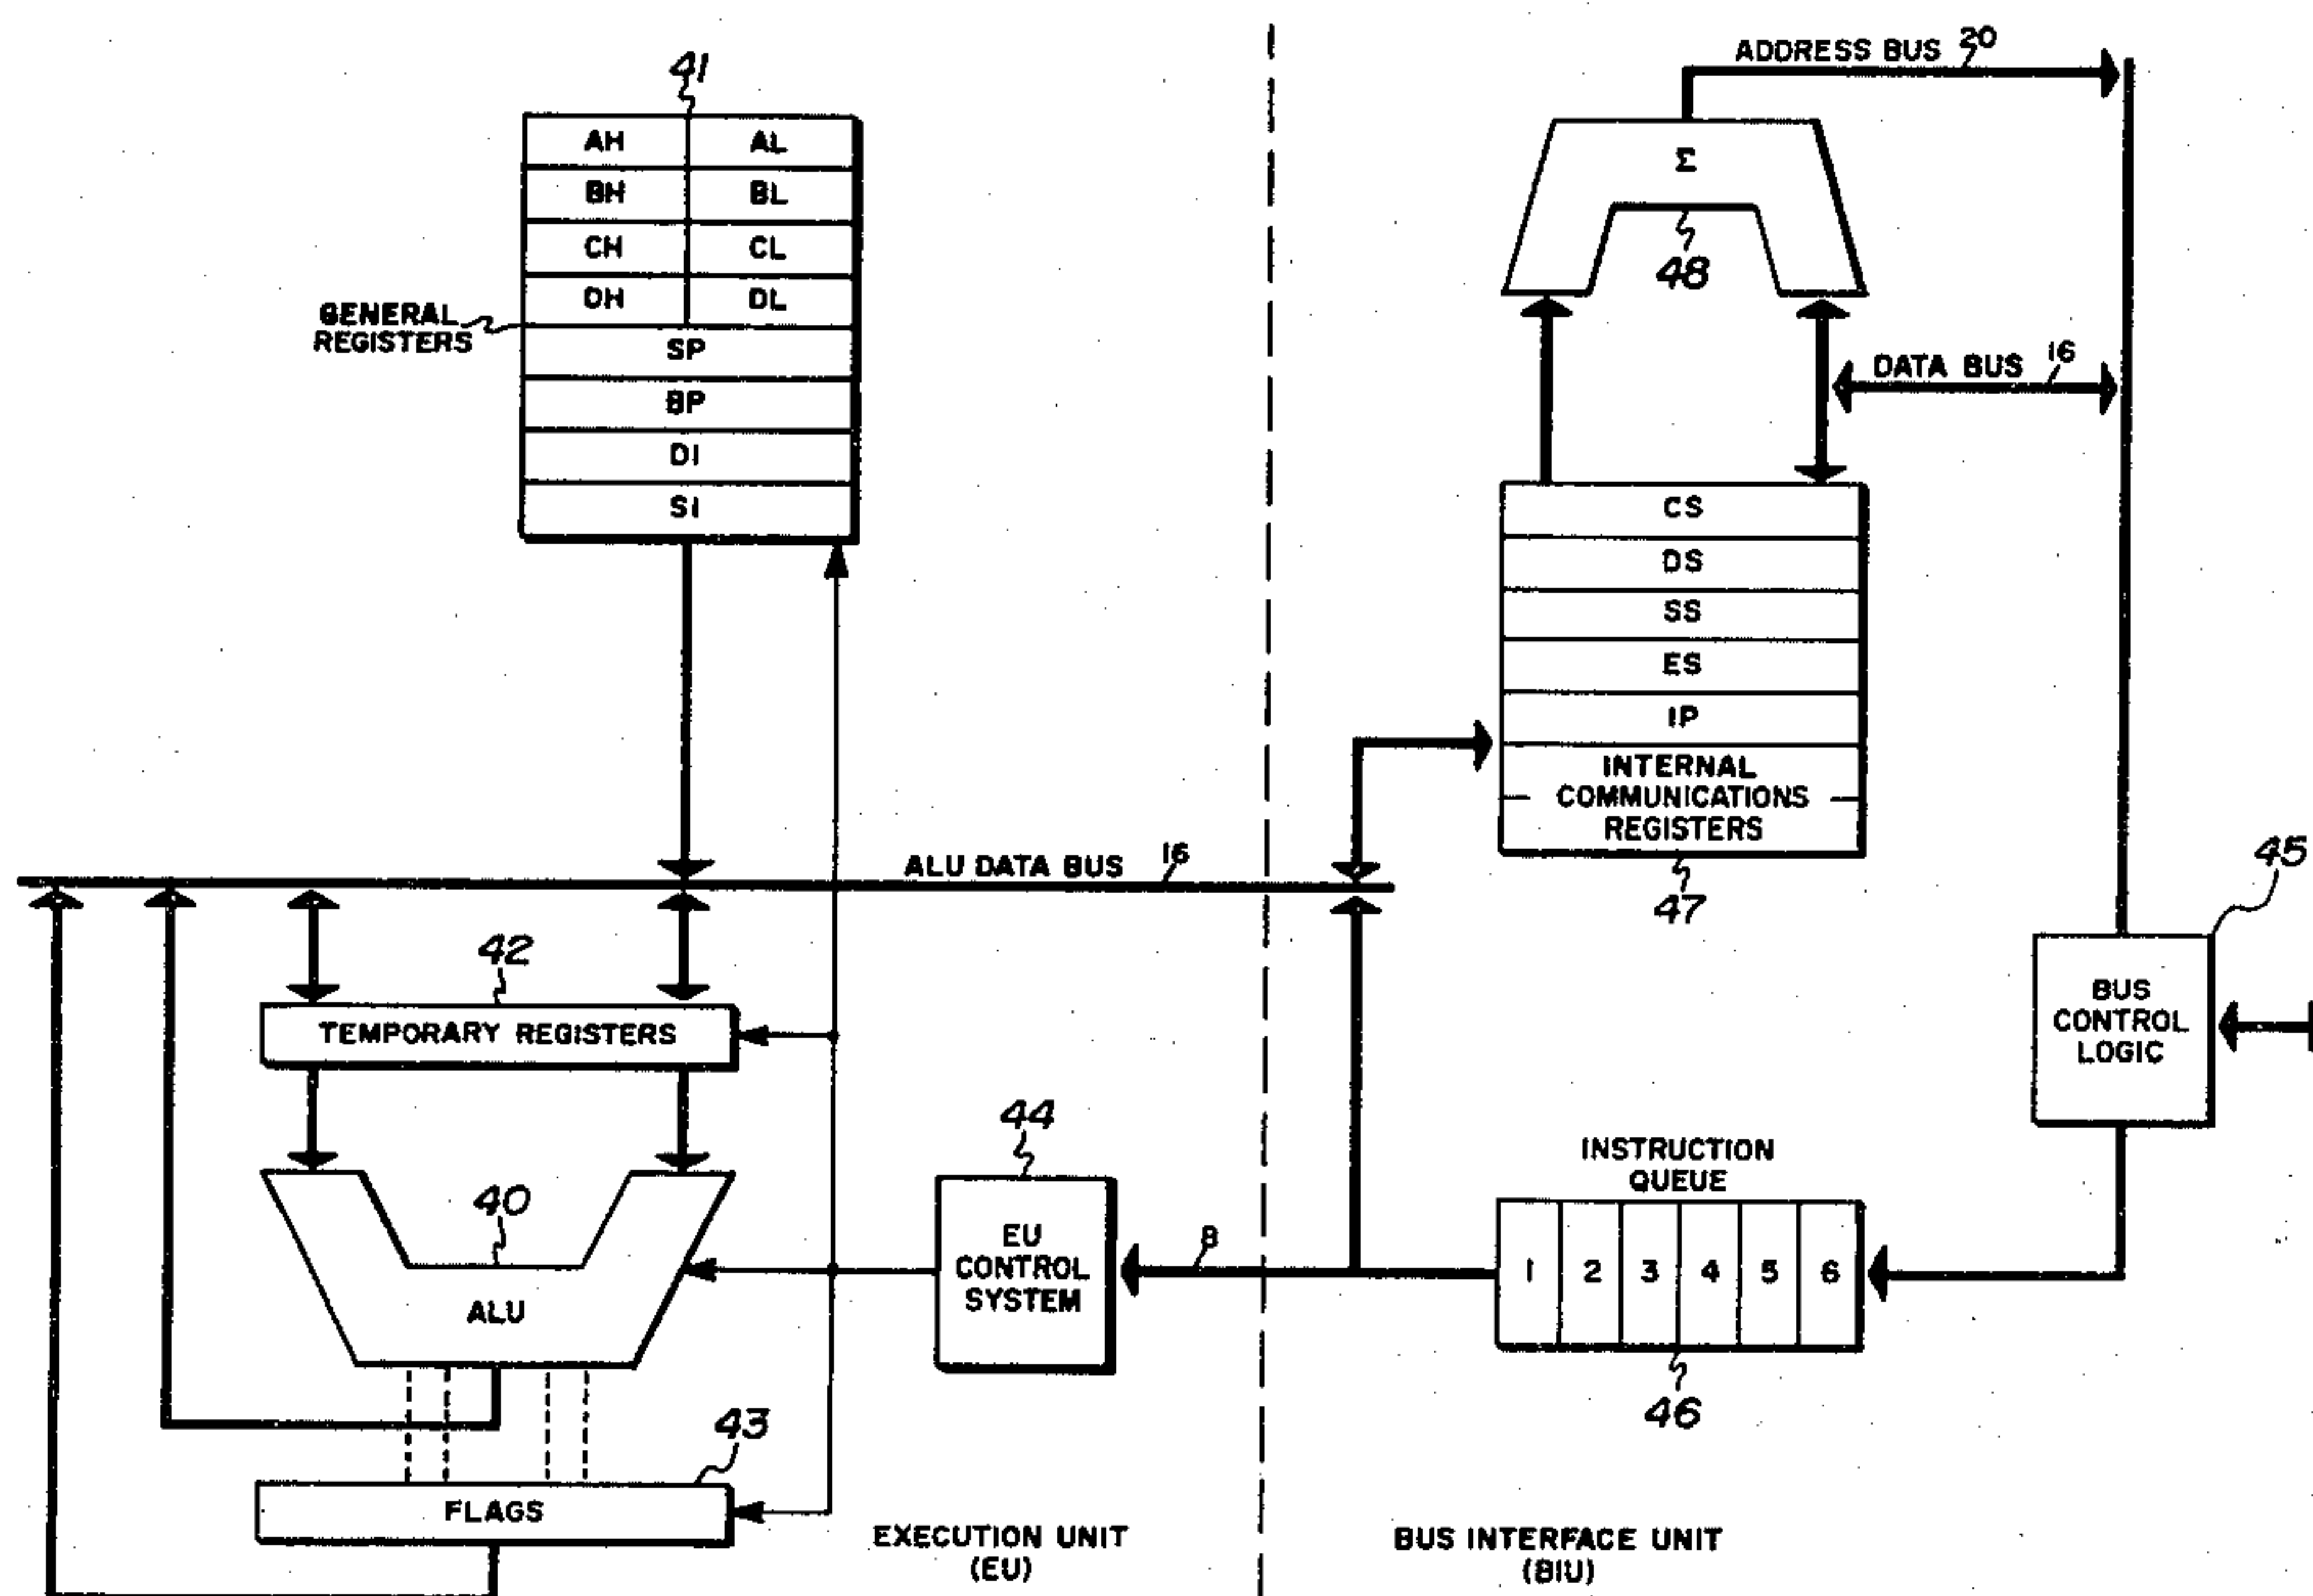 ADDRESS BUS 20
41
AH AL
BH BL
CH CL
DH DL
GENERAL
REGISTERS
SP
BP
DI
SI
Σ
48
DATA BUS 16
CS
DS
SS
ES
IP
INTERNAL
COMMUNICATIONS
REGISTERS
47
ALU DATA BUS 16
45
BUS
CONTROL
LOGIC
42
TEMPORARY REGISTERS
40
ALU
44
EU
CONTROL
SYSTEM
8
INSTRUCTION
QUEUE
1 2 3 4 5 6
46
43
FLAGS
EXECUTION UNIT
(EU)
BUS INTERFACE UNIT
(BIU)